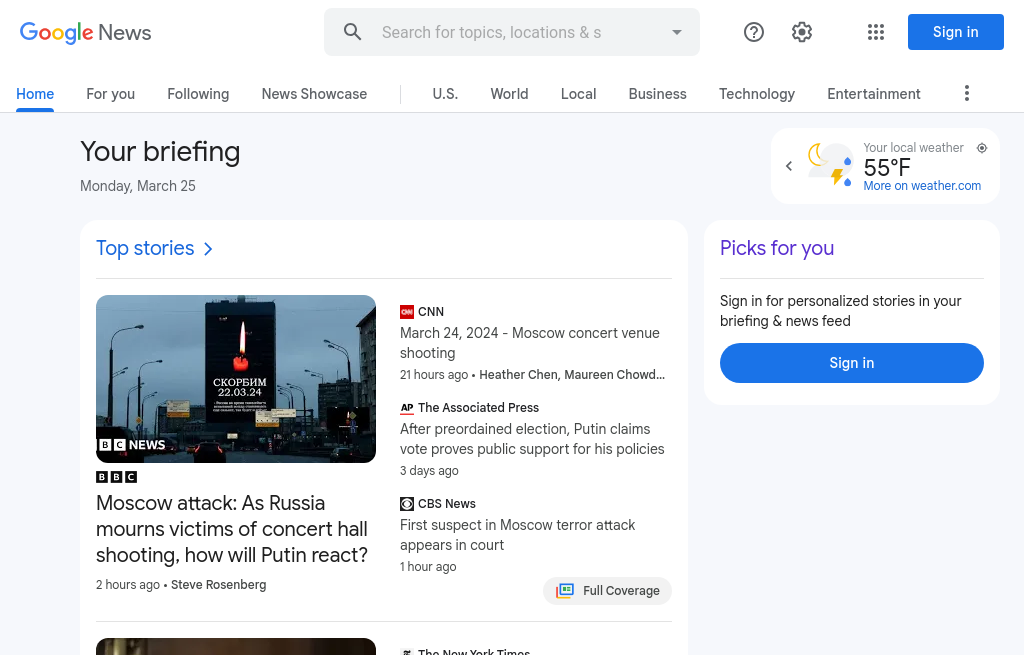 Google News
Search for topics, locations & s
Sign in
Home
For you
Following
News Showcase
U.S.
World
Local
Business
Technology
Entertainment
Your briefing
Monday, March 25
Your local weather
55°F
More on weather.com
Top stories
СКОРБИМ
22.03.24
BBC NEWS
BBC
Moscow attack: As Russia
mourns victims of concert hall
shooting, how will Putin react?
2 hours ago • Steve Rosenberg
CNN
March 24, 2024 - Moscow concert venue
shooting
21 hours ago • Heather Chen, Maureen Chowd...
AP The Associated Press
After preordained election, Putin claims
vote proves public support for his policies
3 days ago
CBS News
First suspect in Moscow terror attack
appears in court
1 hour ago
Full Coverage
The New York Times
Picks for you
Sign in for personalized stories in your
briefing & news feed
Sign in